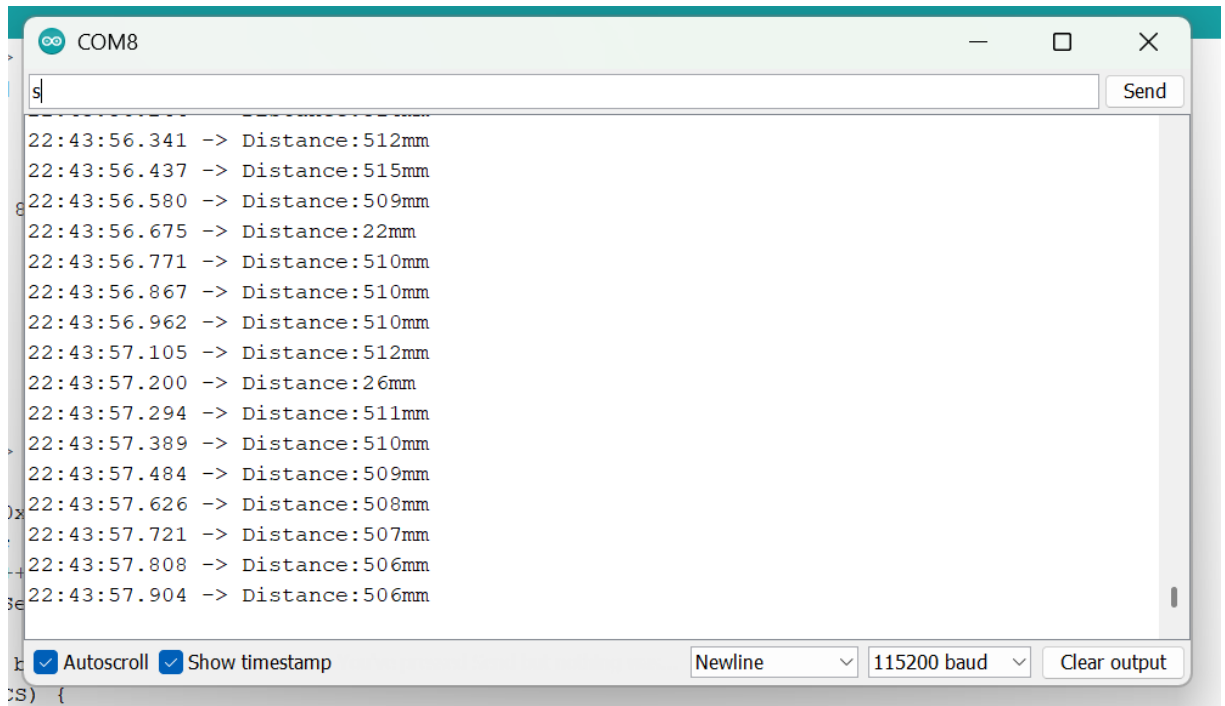 COM8
s
Send
22:43:56.341 -> Distance:512mm
22:43:56.437 -> Distance:515mm
22:43:56.580 -> Distance:509mm
8
22:43:56.675 -> Distance:22mm
22:43:56.771 -> Distance:510mm
22:43:56.867 -> Distance:510mm
22:43:56.962 -> Distance:510mm
22:43:57.105 -> Distance:512mm
22:43:57.200 -> Distance:26mm
22:43:57.294 -> Distance:511mm
>
22:43:57.389 -> Distance:510mm
22:43:57.484 -> Distance:509mm
0x
22:43:57.626 -> Distance:508mm
22:43:57.721 -> Distance:507mm
++
22:43:57.808 -> Distance:506mm
Se
22:43:57.904 -> Distance:506mm
b
Autoscroll Show timestamp Newline 115200 baud Clear output
CS) {